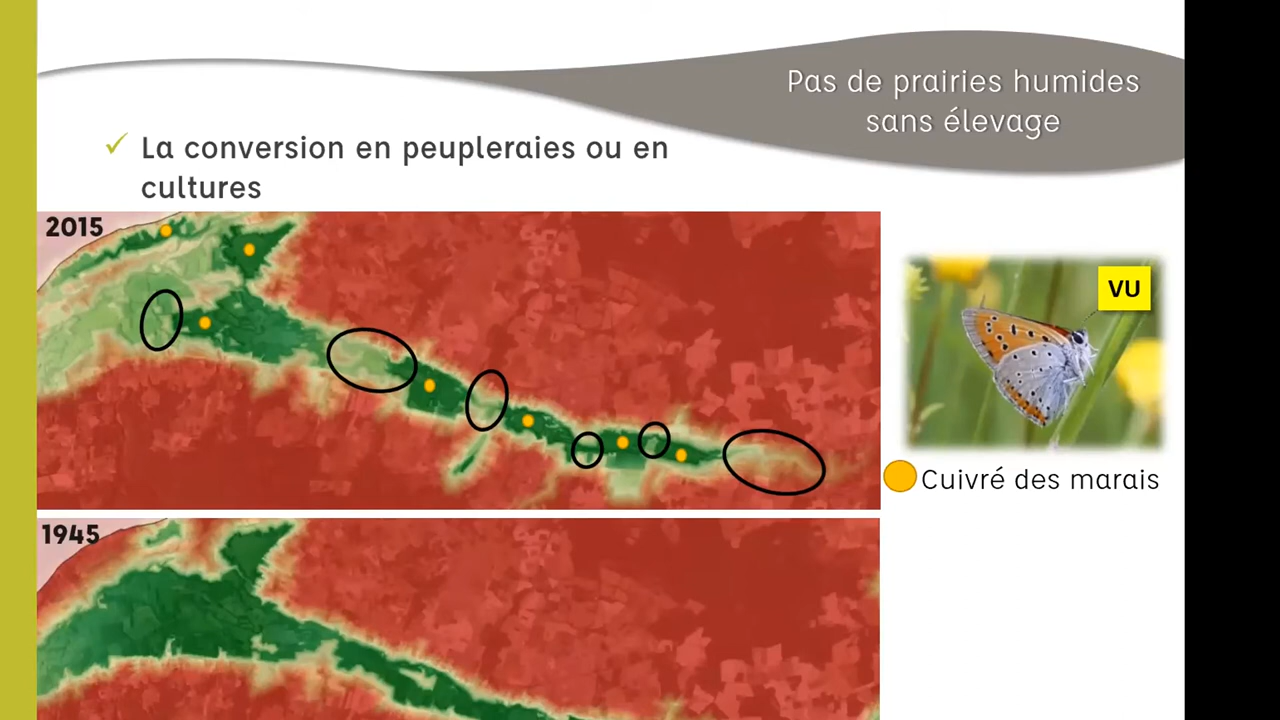 Pas de prairies humides
sans élevage
La conversion en peupleraies ou en
cultures
2015
VU
Cuivré des marais
1945